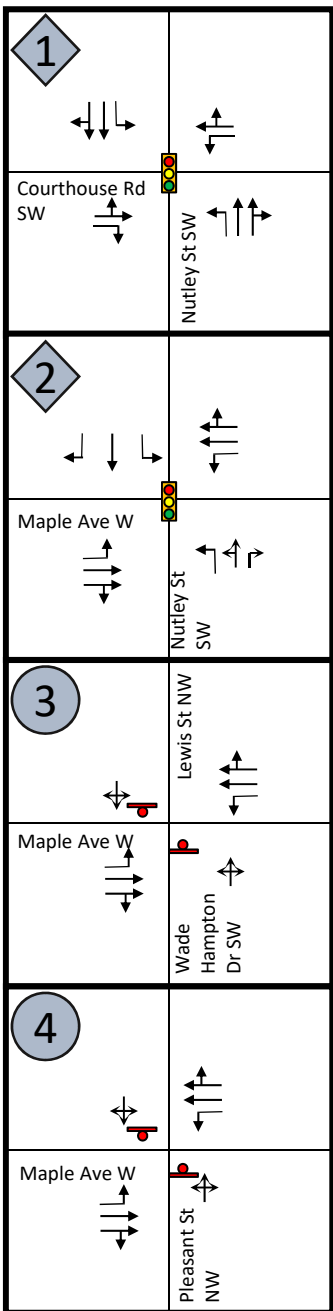 1
Courthouse Rd
SW
Nutley St SW
2
Maple Ave W
Nutley St
SW
3
Lewis St NW
Maple Ave W
Wade
Hampton
Dr SW
4
Maple Ave W
Pleasant St
NW